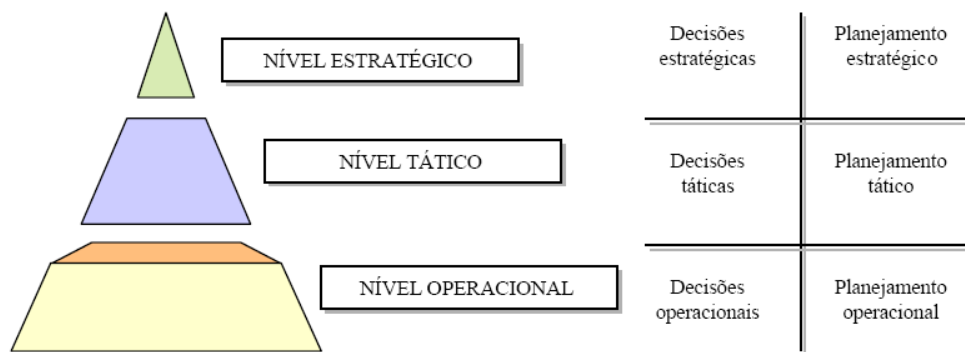 NÍVEL ESTRATÉGICO
Decisões
estratégicas
Planejamento
estratégico
NÍVEL TÁTICO
Decisões
táticas
Planejamento
tático
NÍVEL OPERACIONAL
Decisões
operacionais
Planejamento
operacional